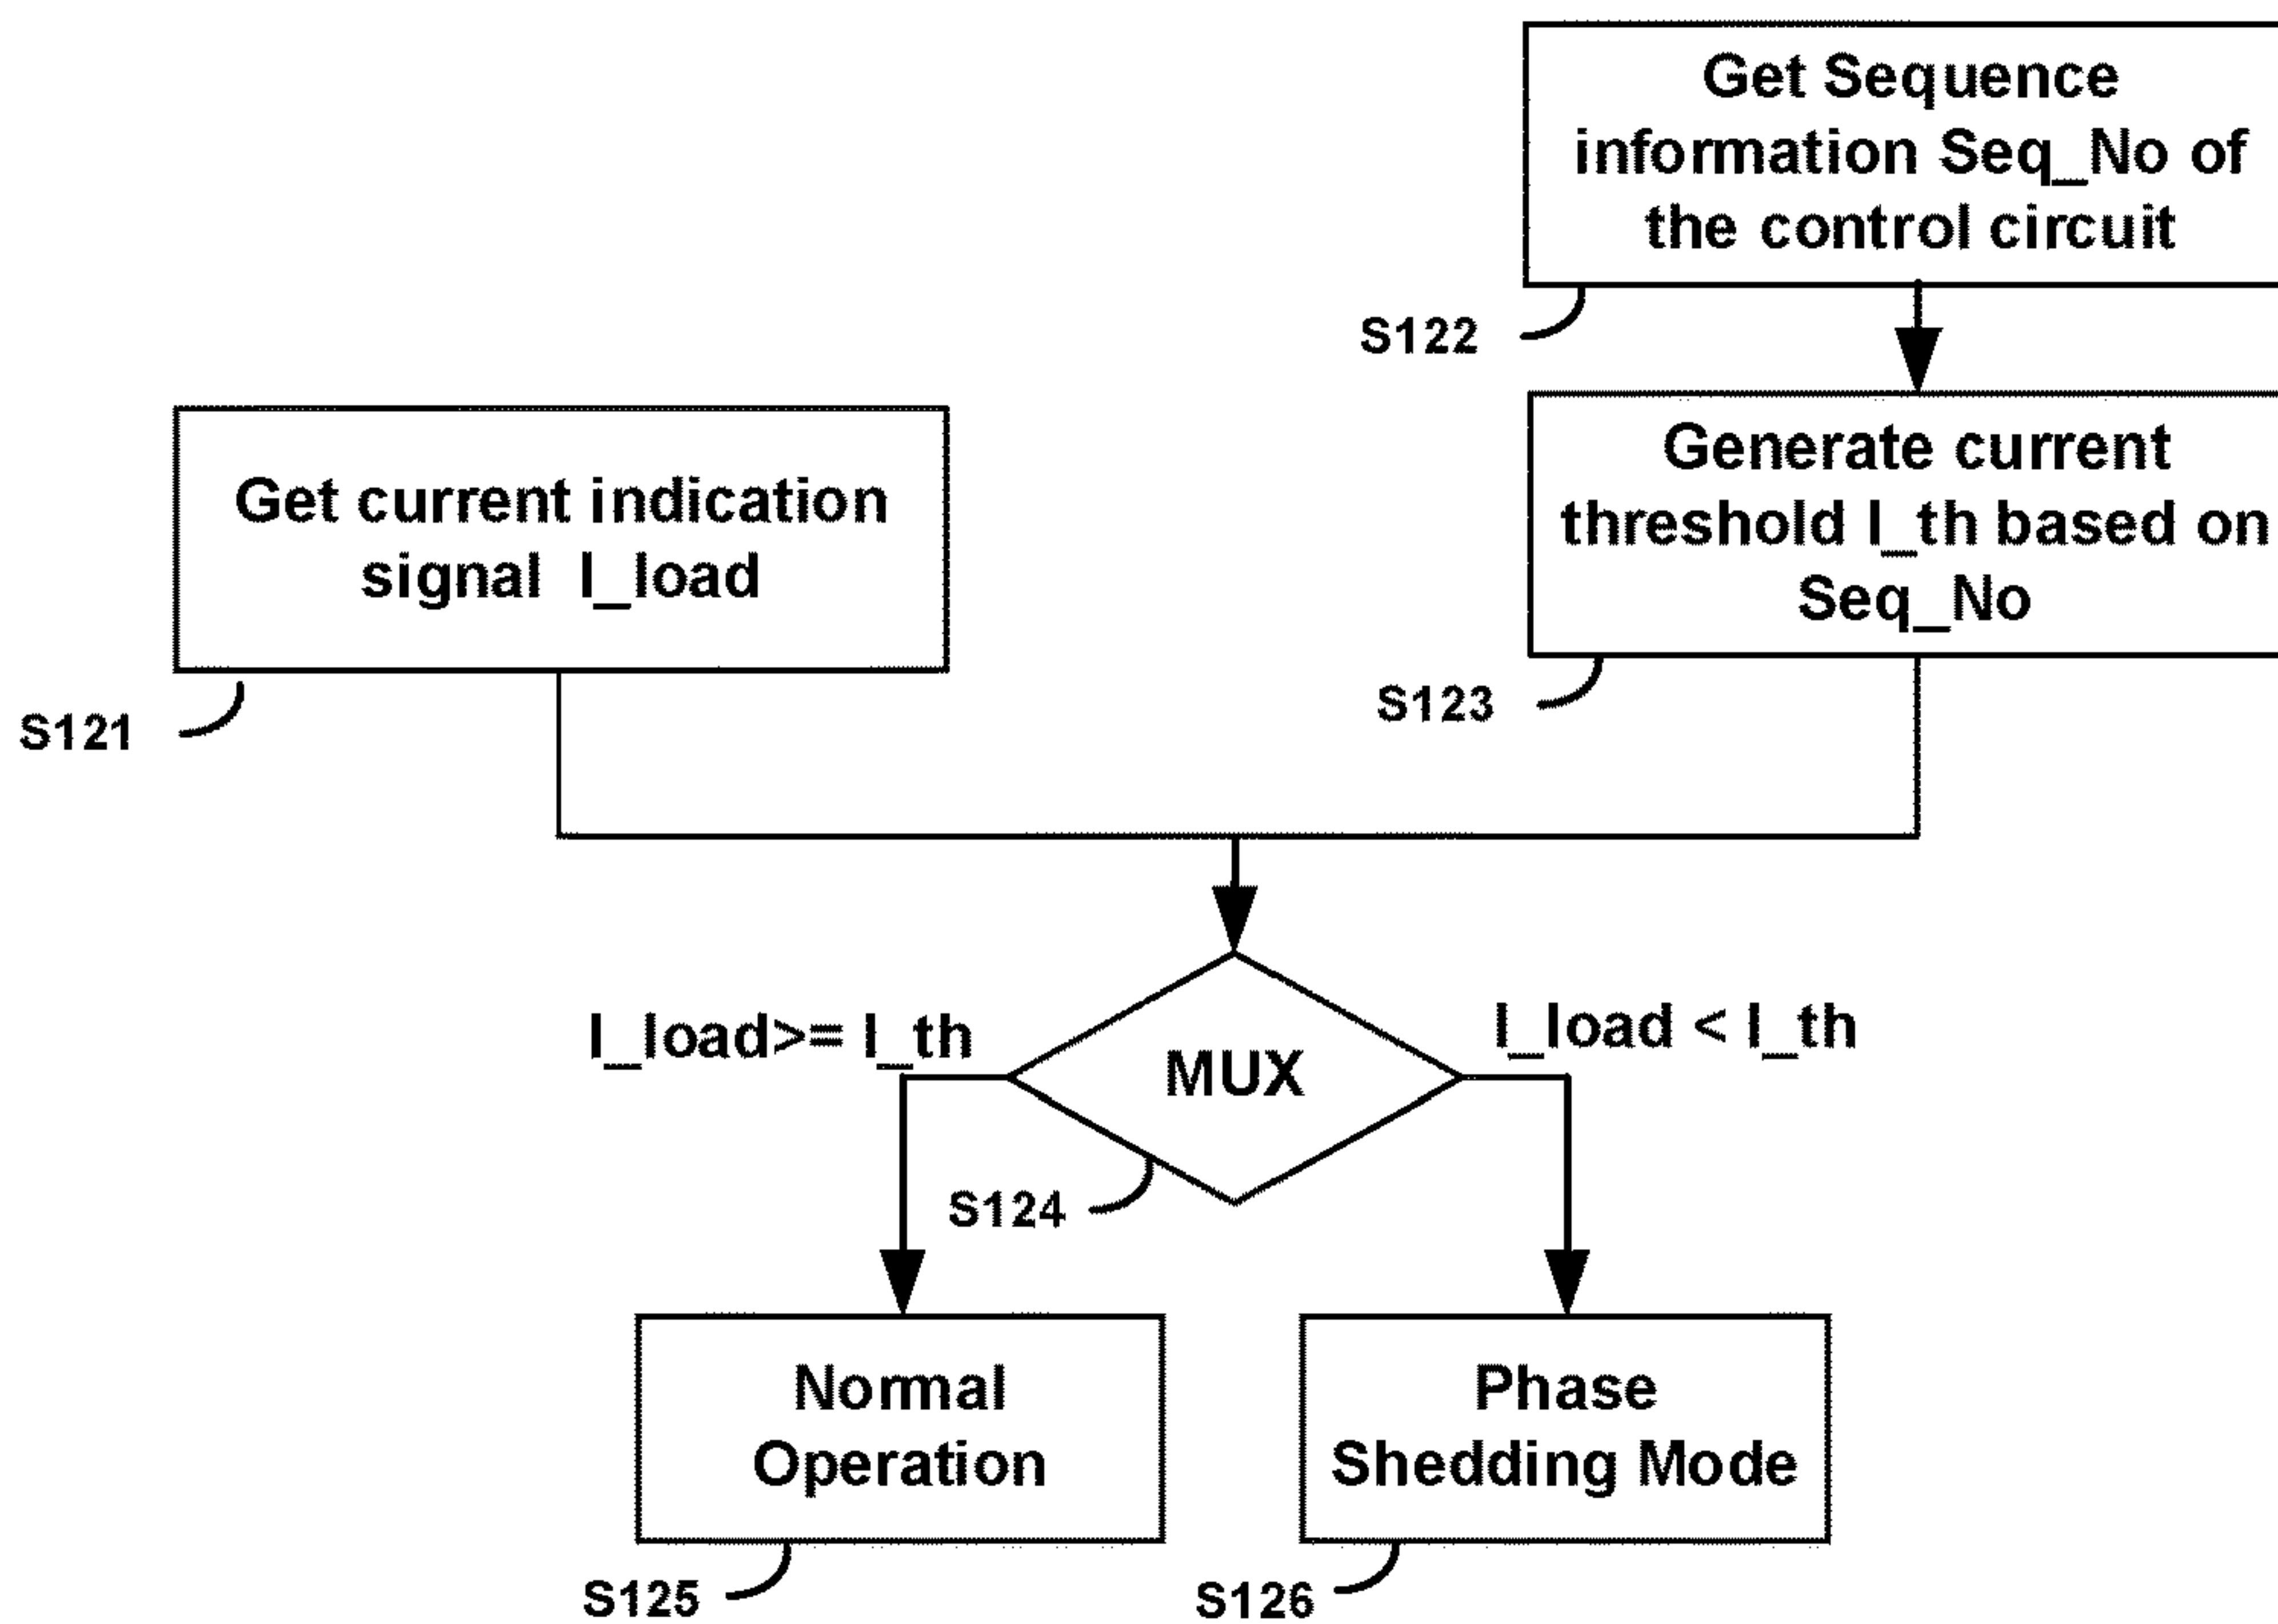 Get Sequence
information Seq_No of
the control circuit
S122
Get current indication
signal I_load
S121
Generate current
threshold I_th based on
Seq_No
S123
I_load>= I_th
I_load < I_th
MUX
S124
Normal
Operation
S125
Phase
Shedding Mode
S126